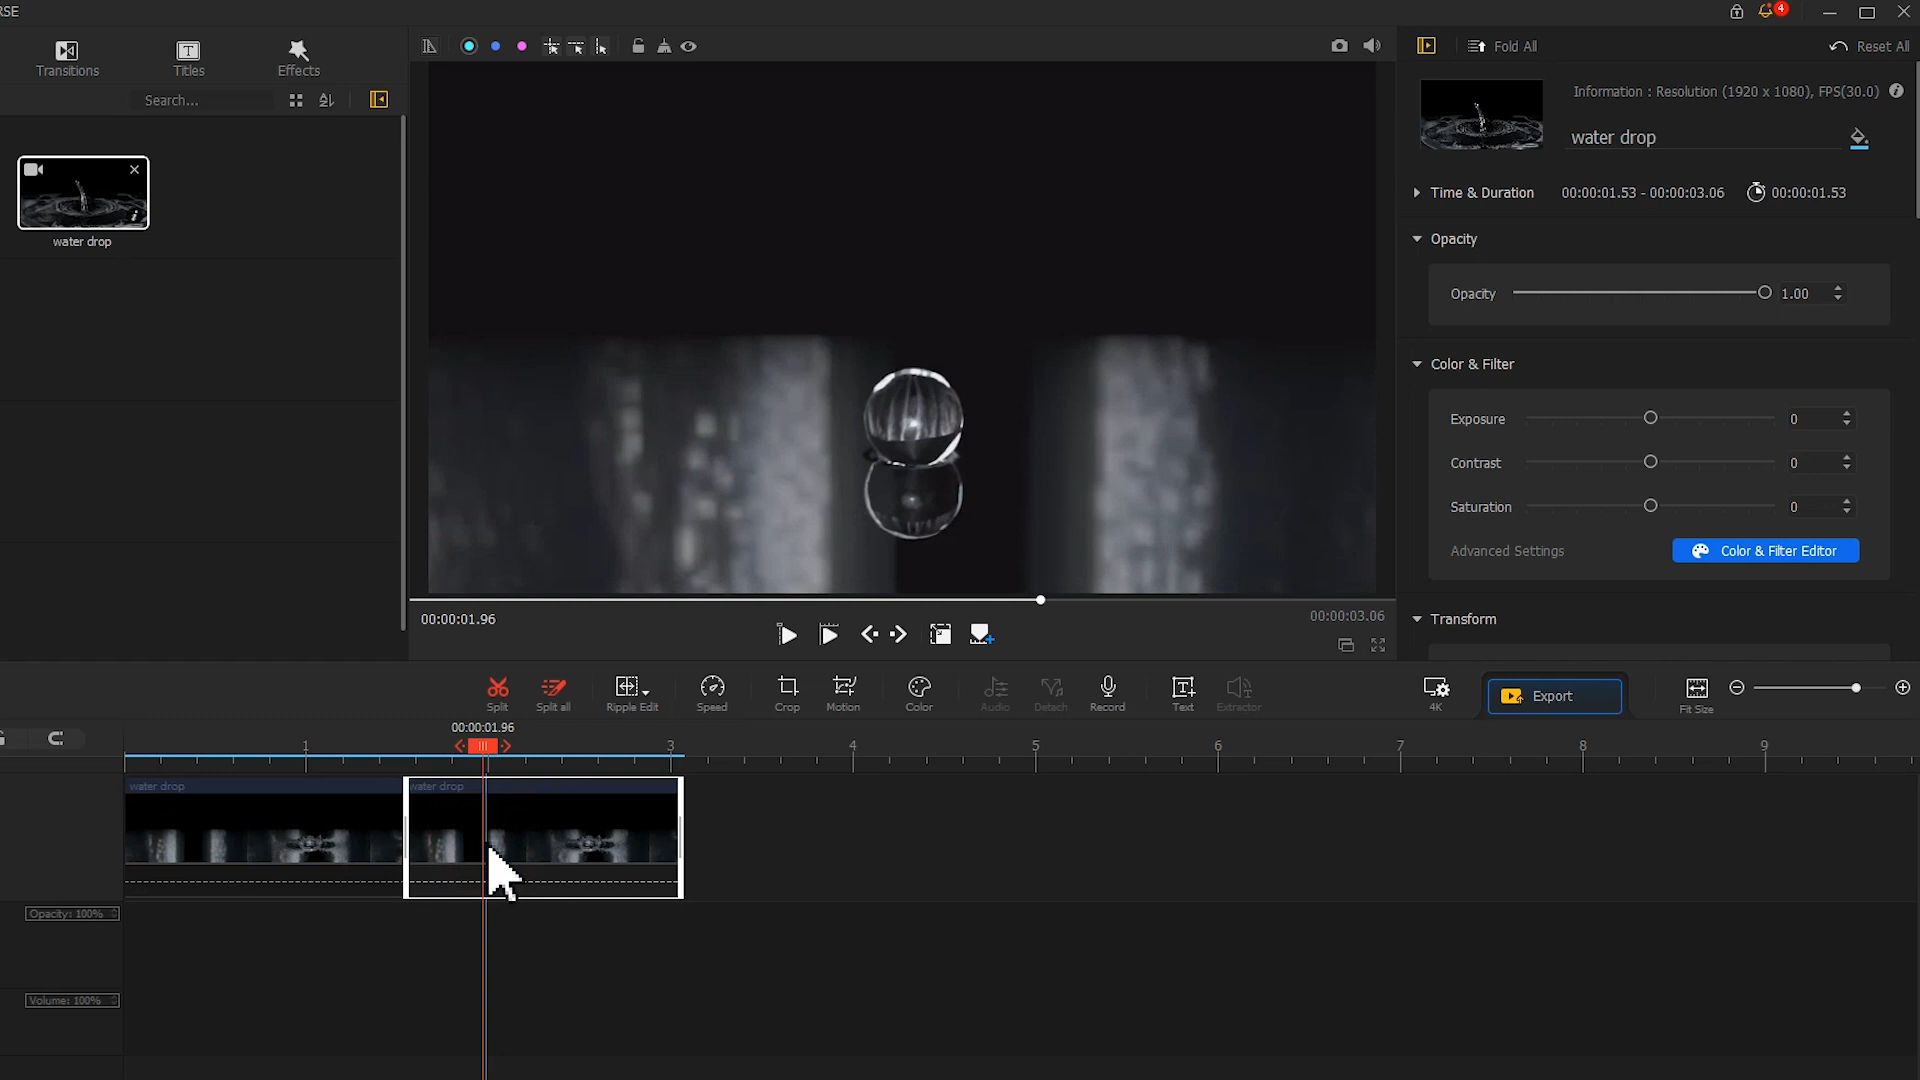 RSE
4
Transitions
Titles
Effects
Search...
water drop
Fold All
Reset All
Information : Resolution (1920 x 1080), FPS(30.0)
water drop
Time & Duration 00:00:01.53 - 00:00:03.06 00:00:01.53
Opacity
Opacity 1.00
Color & Filter
Exposure 0
Contrast 0
Saturation 0
Advanced Settings Color & Filter Editor
Transform
00:00:01.96
00:00:03.06
Split
Split all
Ripple Edit
Speed
Crop
Motion
Color
Audio
Detach
Record
Text
Extractor
4K
Export
Fit Size
00:00:01.96
1 3 4 5 6 7 8 9
water drop
water drop
Opacity: 100%
Volume: 100%